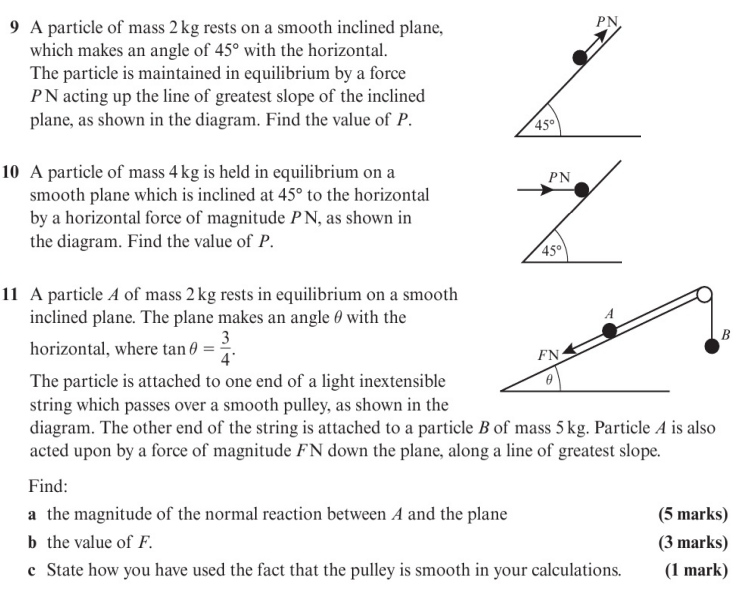 9 A particle of mass 2 kg rests on a smooth inclined plane,
which makes an angle of 45° with the horizontal.
The particle is maintained in equilibrium by a force
P N acting up the line of greatest slope of the inclined
plane, as shown in the diagram. Find the value of P.
PN
45°
10 A particle of mass 4 kg is held in equilibrium on a
smooth plane which is inclined at 45° to the horizontal
by a horizontal force of magnitude P N, as shown in
the diagram. Find the value of P.
PN
45°
11 A particle A of mass 2 kg rests in equilibrium on a smooth
inclined plane. The plane makes an angle θ with the
horizontal, where tan θ = 3/4.
The particle is attached to one end of a light inextensible
string which passes over a smooth pulley, as shown in the
diagram. The other end of the string is attached to a particle B of mass 5 kg. Particle A is also
acted upon by a force of magnitude F N down the plane, along a line of greatest slope.
A
B
FN
θ
Find:
a the magnitude of the normal reaction between A and the plane (5 marks)
b the value of F. (3 marks)
c State how you have used the fact that the pulley is smooth in your calculations. (1 mark)